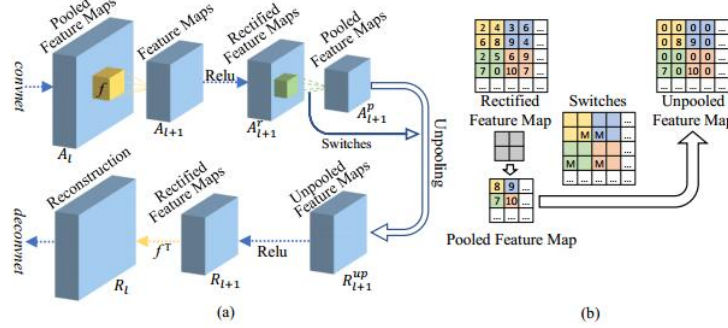 Pooled
Feature Maps
Feature Maps
Rectified
Feature Maps
Pooled
Feature Maps
convnet
f
Relu
A_l
A_{l+1}
A^r_{l+1}
A^p_{l+1}
Switches
Unpooling
Reconstruction
Rectified
Feature Maps
Unpooled
Feature Maps
deconvnet
f^T
Relu
R_l
R_{l+1}
R^{up}_{l+1}
(a)
2 4 3 6 ...
6 8 9 4 ...
2 5 6 9 ...
7 0 10 7 ...
... ... ... ... ...
Rectified
Feature Map
Switches
M M ...
M M ...
... ... ... ... ...
0 0 0 0 ...
0 8 9 0 ...
0 0 0 0 ...
7 0 10 0 ...
... ... ... ... ...
Unpooled
Feature Map
8 9 ...
7 10 ...
... ... ...
Pooled Feature Map
(b)